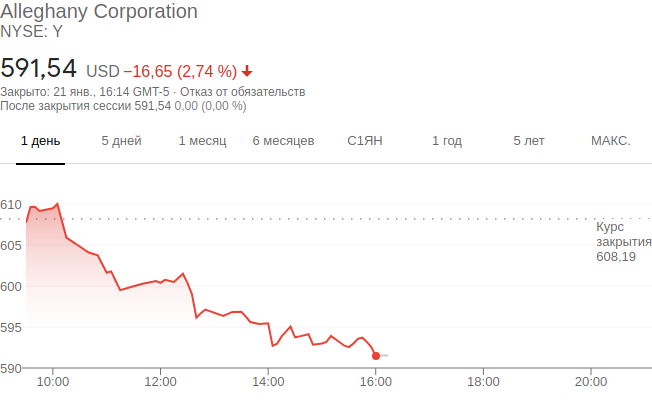 Alleghany Corporation
NYSE: Y
591,54 USD −16,65 (2,74 %)
Закрыто: 21 янв., 16:14 GMT-5 · Отказ от обязательств
После закрытия сессии 591,54 0,00 (0,00 %)
1 день 5 дней 1 месяц 6 месяцев С1ЯН 1 год 5 лет МАКС.
610
Курс
закрытия
608,19
605
600
595
590
10:00 12:00 14:00 16:00 18:00 20:00